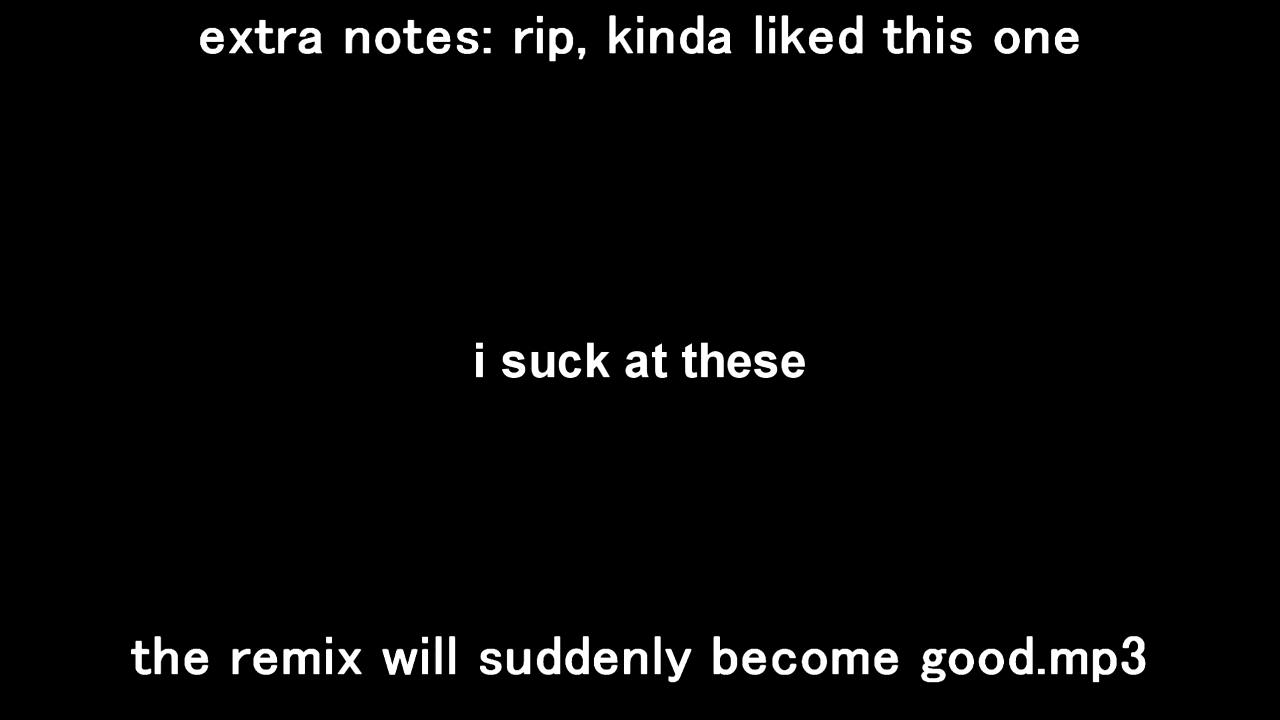 extra notes: rip, kinda liked this one
i suck at these
the remix will suddenly become good.mp3